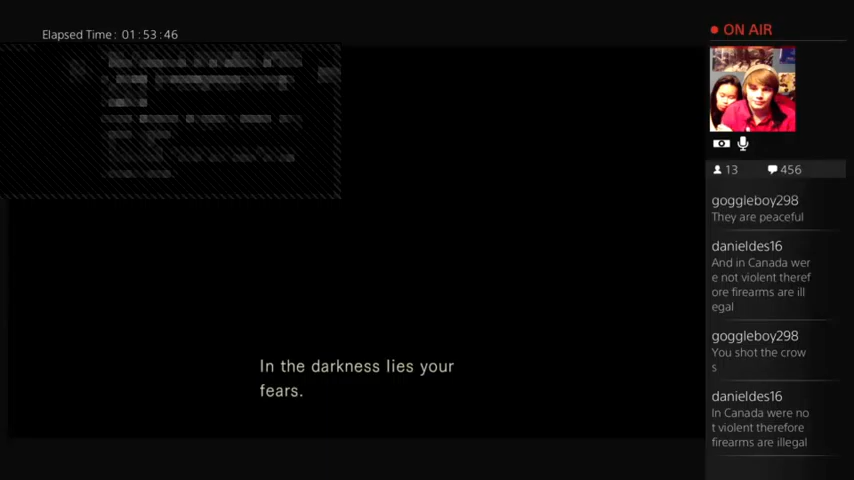 Elapsed Time: 01:53:46
ON AIR
13
456
goggleboy298
They are peaceful
danieldes16
And in Canada wer
e not violent theref
ore firearms are ill
egal
goggleboy298
You shot the crow
s
danieldes16
In Canada were no
t violent therefore
firearms are illegal
In the darkness lies your
fears.